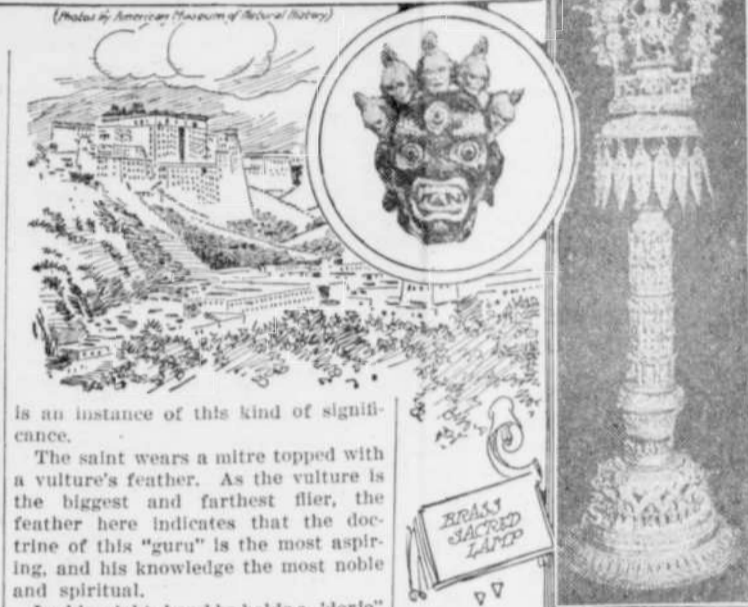 (Photos by American Museum of Natural History)
is an instance of this kind of signifi-
cance.
The saint wears a mitre topped with
a vulture's feather. As the vulture is
the biggest and farthest flier, the
feather here indicates that the doc-
trine of this "guru" is the most aspir-
ing, and his knowledge the most noble
and spiritual.
BRASS
SACRED
LAMP